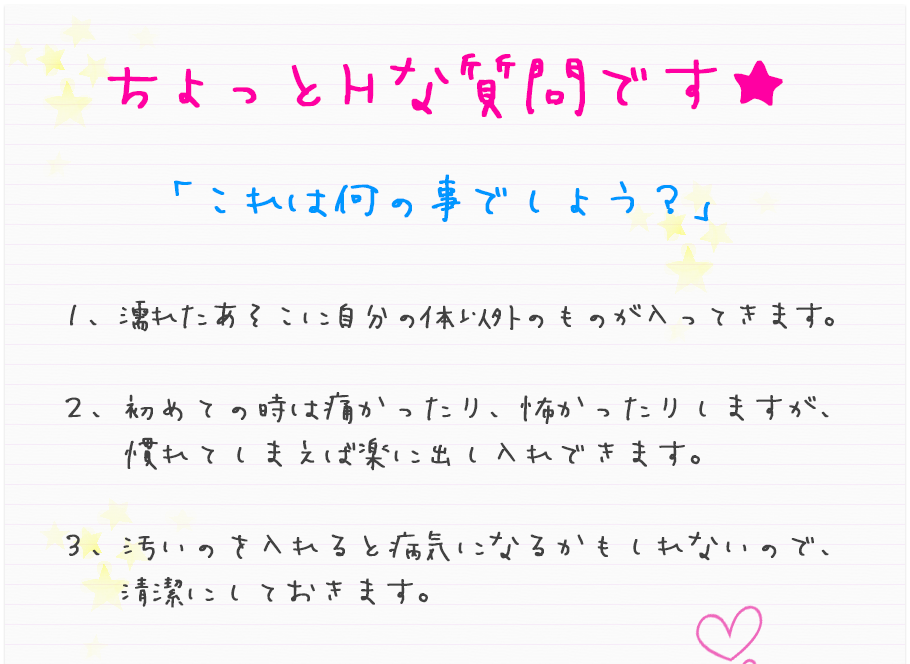 ちょっとHな質問です★
「これは何の事でしょう？」
1、濡れたあそこに自分の体以外のものが入ってきます。
2、初めての時は痛かったり、怖かったりしますが、
慣れてしまえば楽に出し入れできます。
3、汚いのを入れると病気になるかもしれないので、
清潔にしておきます。